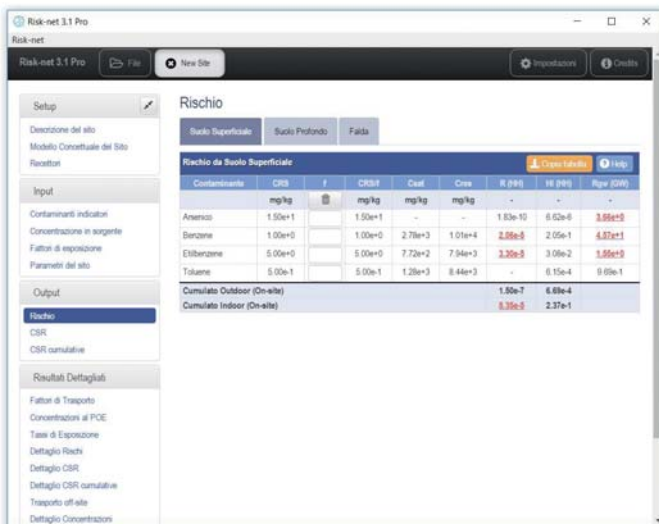 Risk-net 3.1 Pro
Risk-net
Risk-net 3.1 Pro File New Site Impostazioni Credits
Setup
Descrizione del sito
Modello Concettuale del Sito
Recettori
Input
Contaminanti indicatori
Concentrazione in sorgente
Fattori di esposizione
Parametri del sito
Output
Rischio
CSR
CSR cumulative
Risultati Dettagliati
Fattori di Trasporto
Concentrazioni al POE
Tassi di Esposizione
Dettaglio Rischi
Dettaglio CSR
Dettaglio CSR cumulative
Trasporto off-site
Dettaglio Concentrazioni
Rischio
Suolo Superficiale Suolo Profondo Falda
Rischio da Suolo Superficiale Copia tabella Help
Contaminante CRS f CRS/f Csat Cres R (HH) HI (HH) Rgw (GW)
mg/kg mg/kg mg/kg mg/kg - - -
Arsenico 1.50e+1 1.50e+1 - - 1.83e-10 6.62e-6 3.66e+0
Benzene 1.00e+0 1.00e+0 2.78e+3 1.01e+4 2.06e-5 2.05e-1 4.57e+1
Etilbenzene 5.00e+0 5.00e+0 7.72e+2 7.94e+3 3.30e-5 3.08e-2 1.55e+0
Toluene 5.00e-1 5.00e-1 1.28e+3 8.44e+3 - 6.15e-4 9.69e-1
Cumulato Outdoor (On-site) 1.50e-7 6.69e-4
Cumulato Indoor (On-site) 5.35e-5 2.37e-1